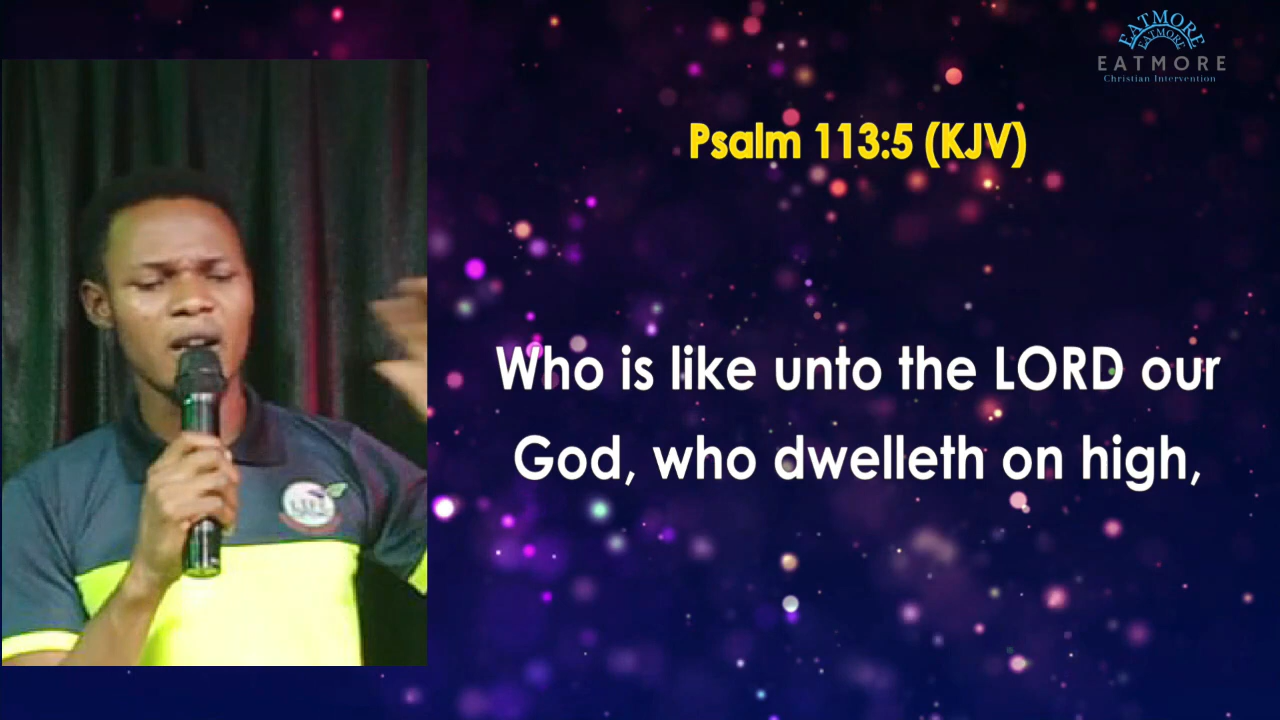 EATMORE
EATMORE
EATMORE
Christian Intervention
Psalm 113:5 (KJV)
Who is like unto the LORD our
God, who dwelleth on high,